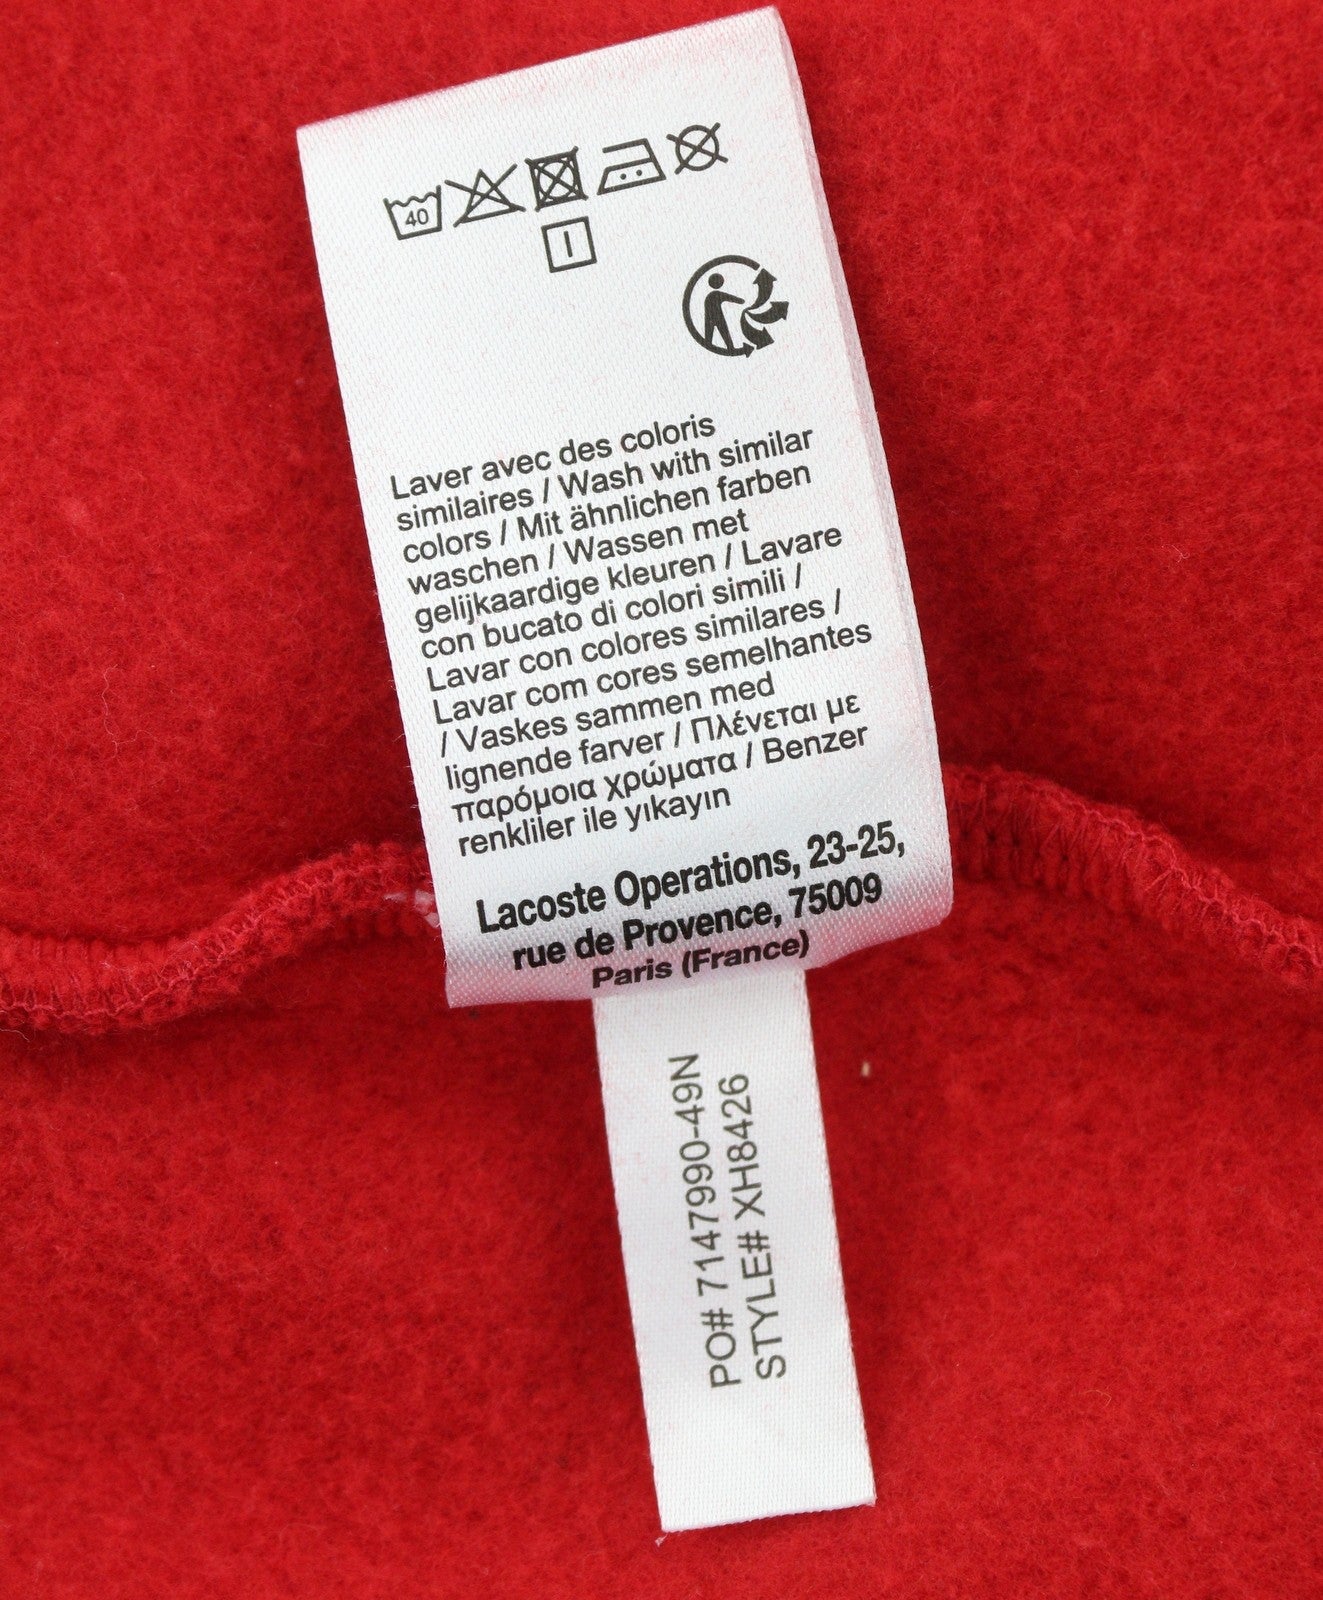 40
Laver avec des coloris
similaires / Wash with similar
colors / Mit ähnlichen farben
waschen / Wassen met
gelijkaardige kleuren / Lavare
con bucato di colori simili /
Lavar con colores similares /
Lavar com cores semelhantes
/ Vaskes sammen med
lignende farver / Πλένεται με
παρόμοια χρώματα / Benzer
renkliler ile yıkayın
Lacoste Operations, 23-25,
rue de Provence, 75009
Paris (France)
PO# 7147990-49N
STYLE# XH8426